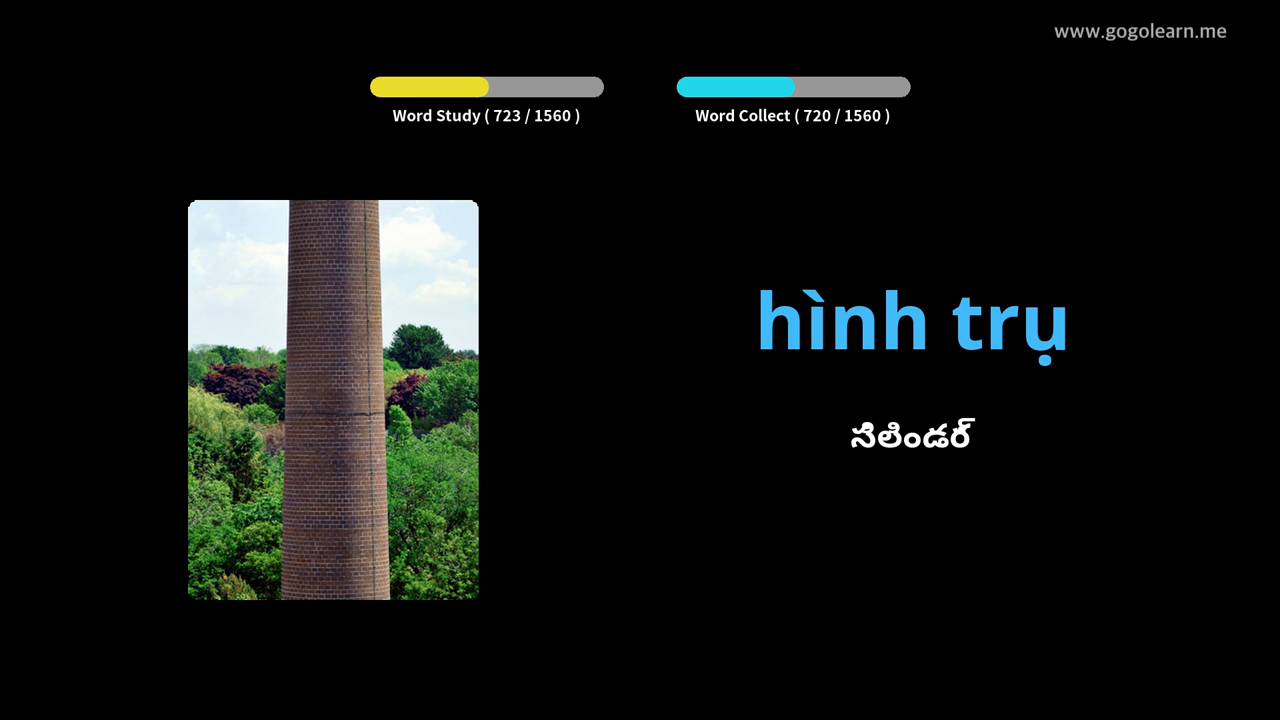 www.gogolearn.me
Word Study ( 723 / 1560 )
Word Collect ( 720 / 1560 )
hình trụ
సిలిండర్